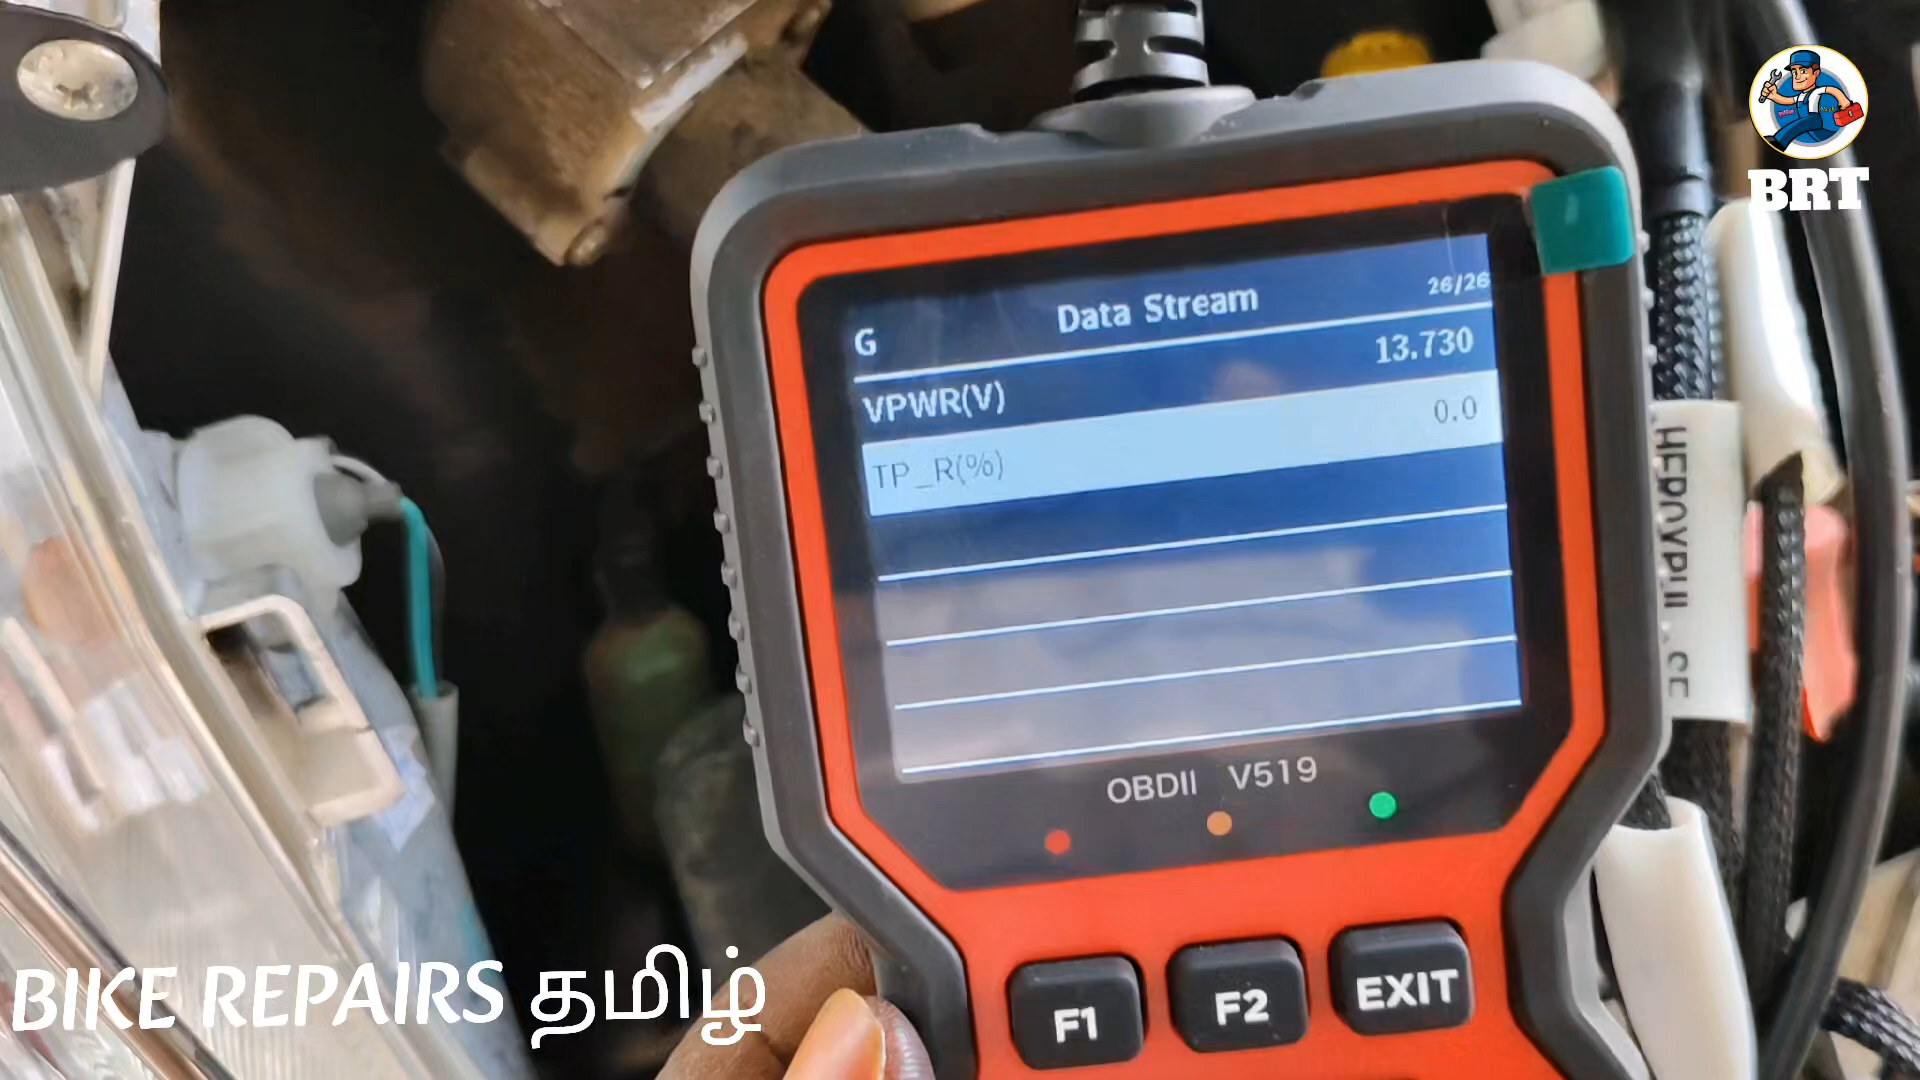 BRT
G Data Stream 26/26
VPWR(V) 13.730
TP_R(%) 0.0
OBDII V519
F1 F2 EXIT
BIKE REPAIRS தமிழ்